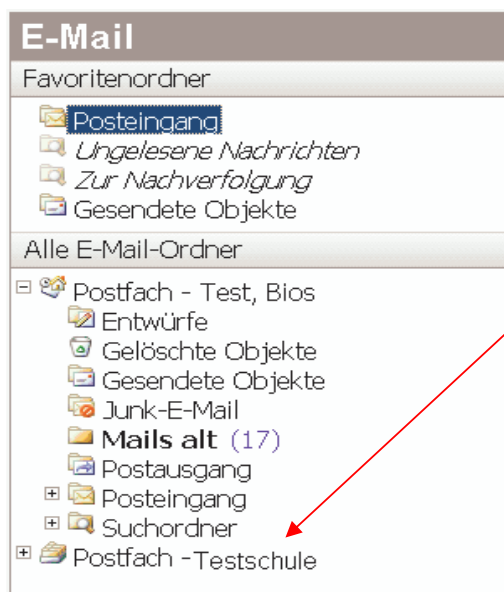 E-Mail
Favoritenordner
Posteingang
Ungelesene Nachrichten
Zur Nachverfolgung
Gesendete Objekte
Alle E-Mail-Ordner
Postfach - Test, Bios
Entwürfe
Gelöschte Objekte
Gesendete Objekte
Junk-E-Mail
Mails alt (17)
Postausgang
Posteingang
Suchordner
Postfach - Testschule